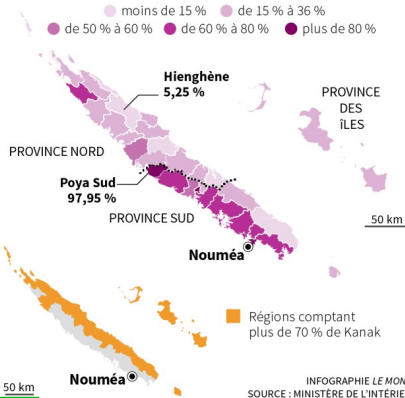 moins de 15 % de 15 % à 36 %
de 50 % à 60 % de 60 % à 80 % plus de 80 %
Hienghène
5,25 %
PROVINCE
DES
ÎLES
PROVINCE NORD
Poya Sud
97,95 %
PROVINCE SUD
50 km
Nouméa
Régions comptant
plus de 70 % de Kanak
Nouméa
50 km
INFOGRAPHIE LE MON
SOURCE : MINISTÈRE DE L'INTÉRIE